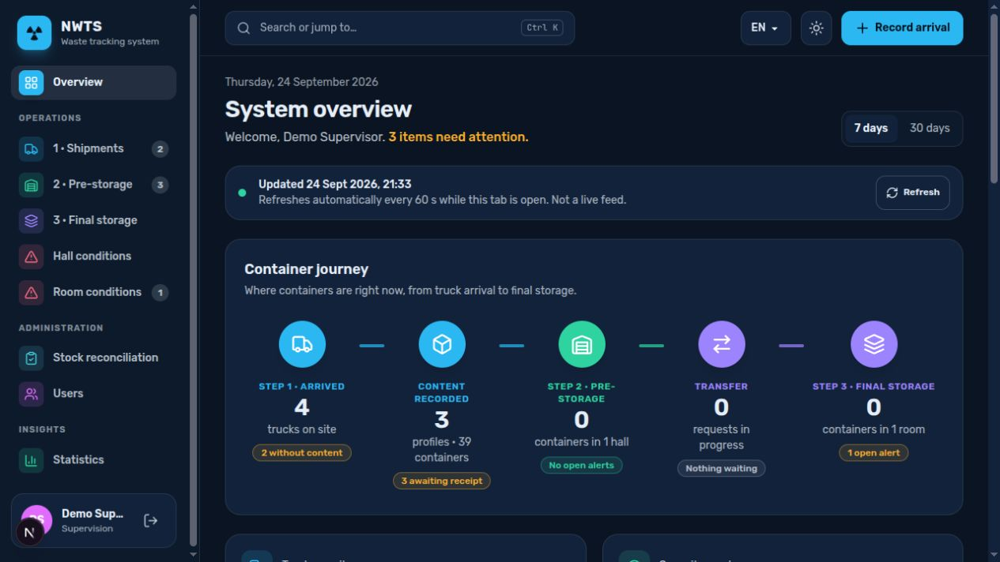 NWTS
Waste tracking system
Overview
OPERATIONS
1 · Shipments 2
2 · Pre-storage 3
3 · Final storage
Hall conditions
Room conditions 1
ADMINISTRATION
Stock reconciliation
Users
INSIGHTS
Statistics
Demo Sup...
Supervision
N
Search or jump to... Ctrl K
EN
+ Record arrival
Thursday, 24 September 2026
System overview
Welcome, Demo Supervisor. 3 items need attention.
7 days 30 days
Updated 24 Sept 2026, 21:33
Refreshes automatically every 60 s while this tab is open. Not a live feed.
Refresh
Container journey
Where containers are right now, from truck arrival to final storage.
STEP 1 · ARRIVED
4
trucks on site
2 without content
CONTENT
RECORDED
3
profiles · 39
containers
3 awaiting receipt
STEP 2 · PRE-
STORAGE
0
containers in 1 hall
No open alerts
TRANSFER
0
requests in
progress
Nothing waiting
STEP 3 · FINAL STORAGE
0
containers in 1 room
1 open alert